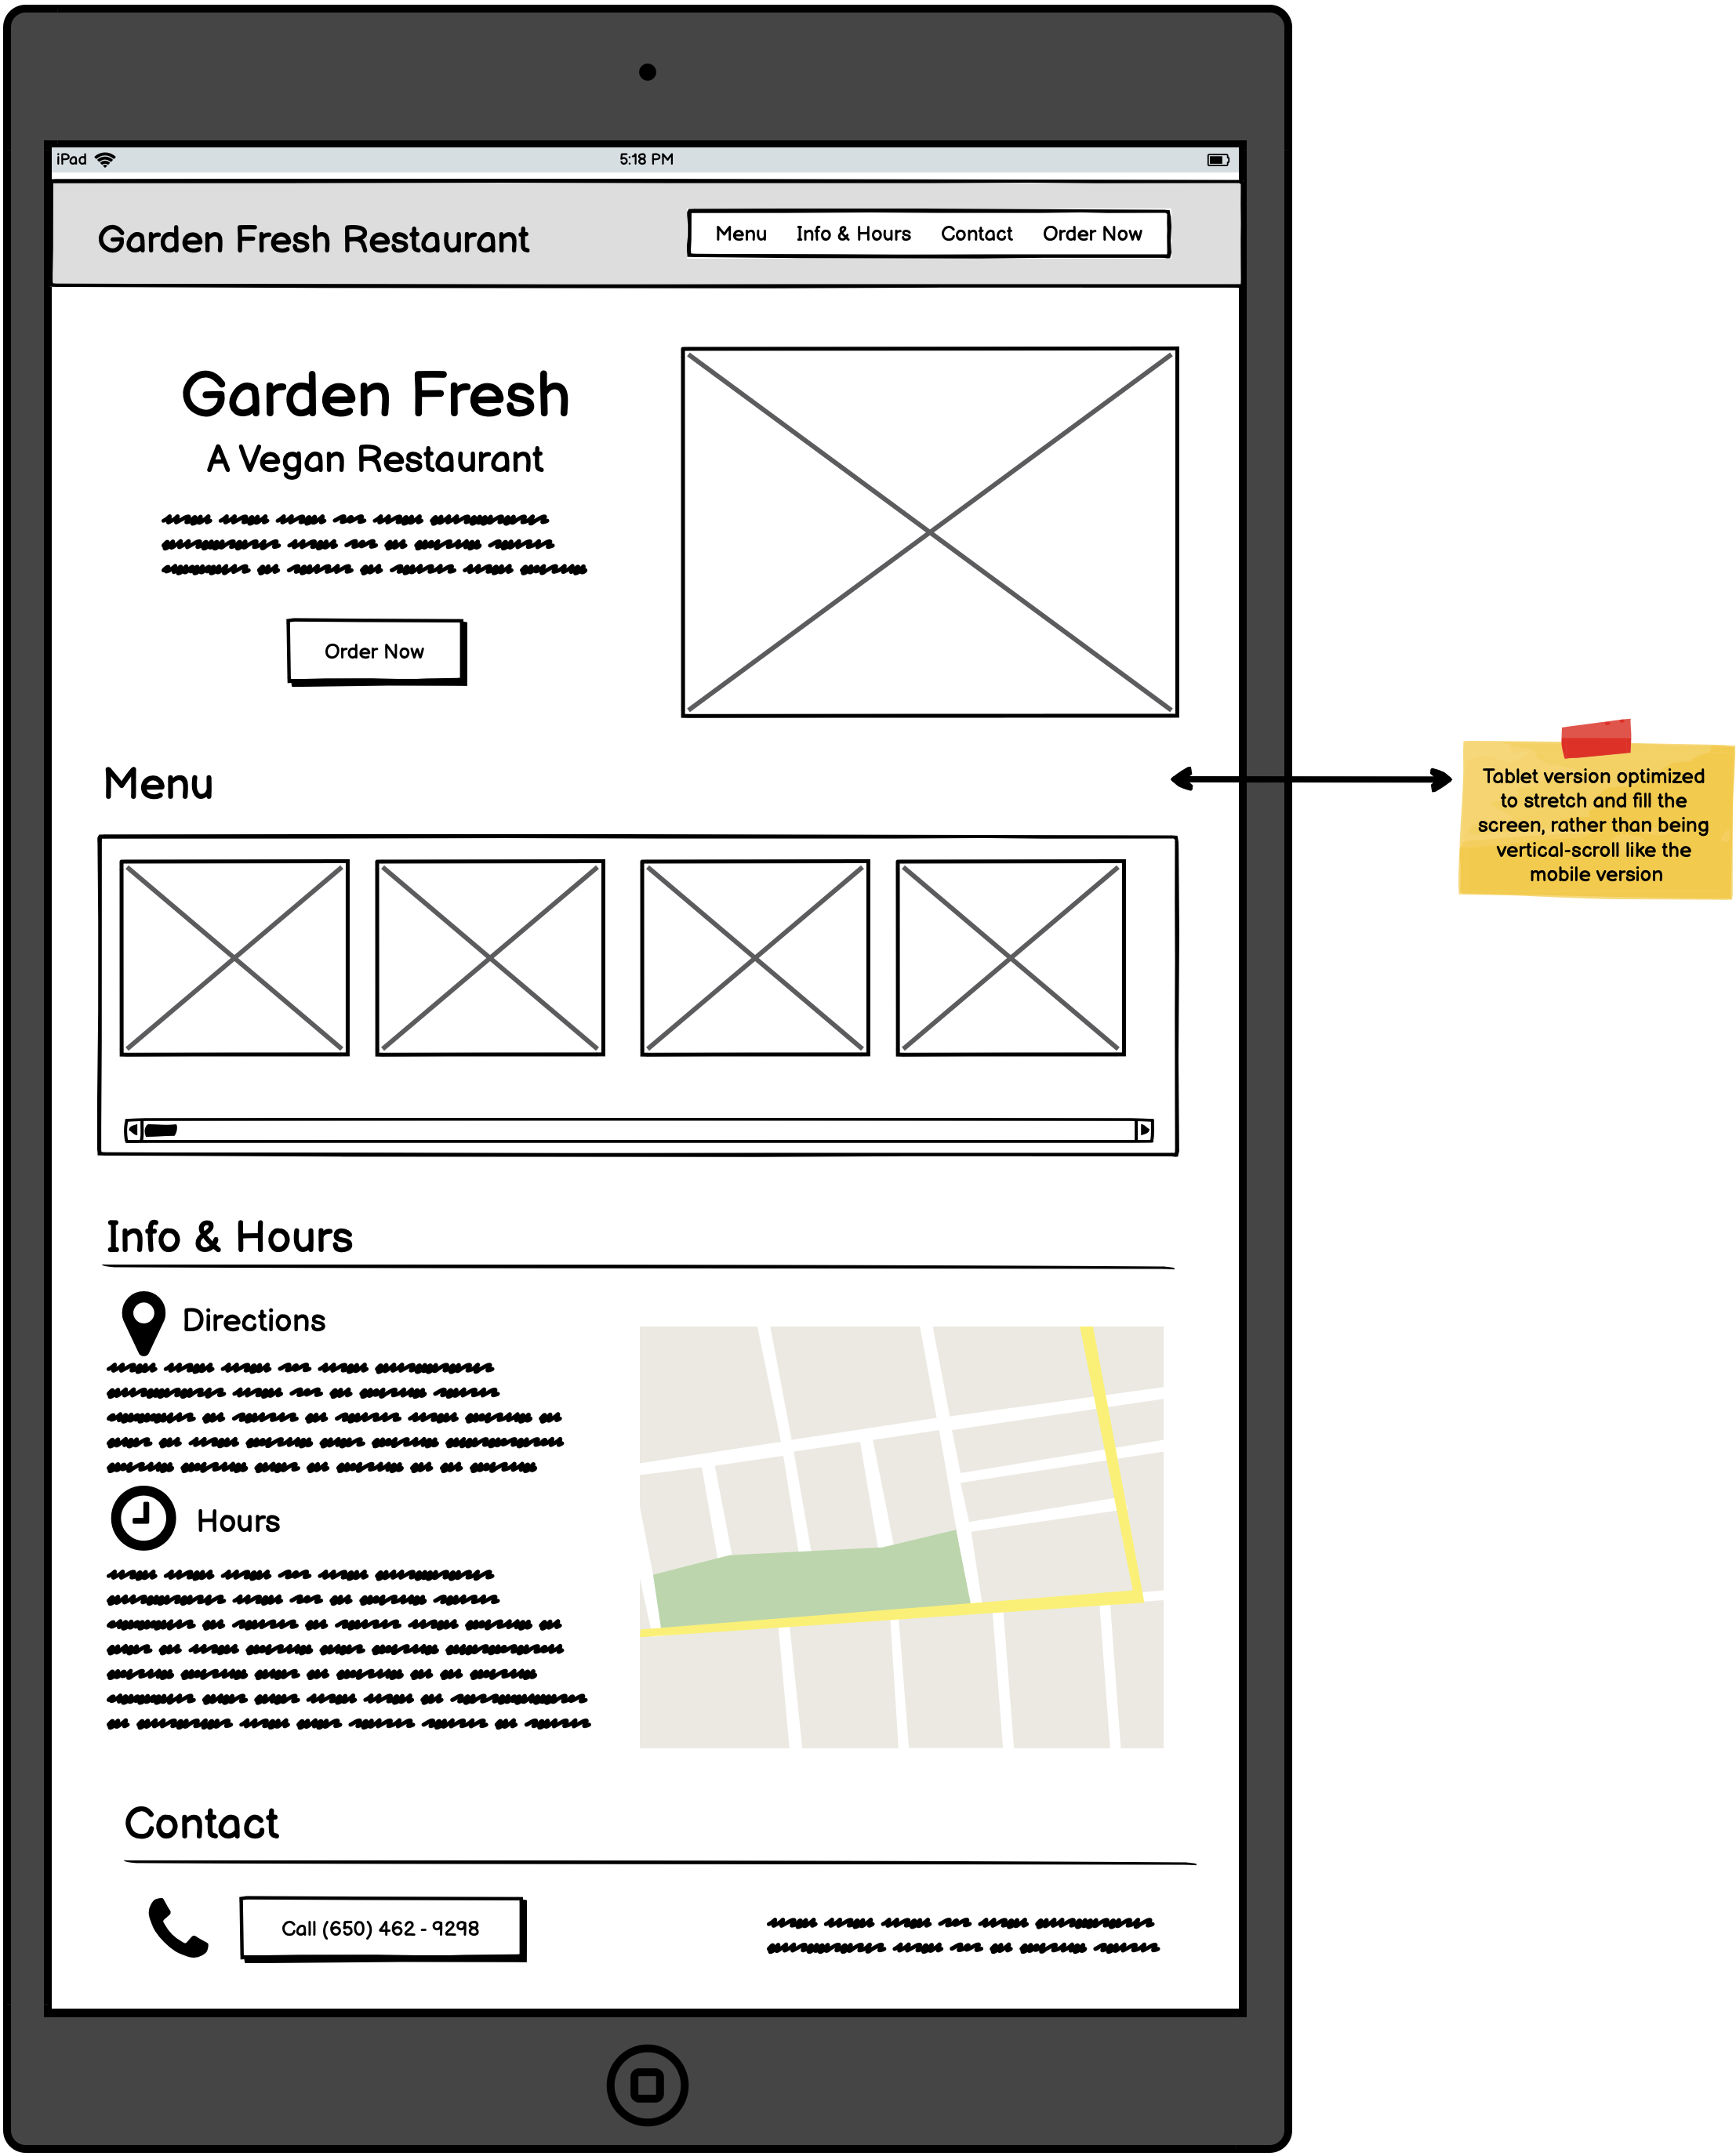 iPad
5:18 PM
Garden Fresh Restaurant
Menu Info & Hours Contact Order Now
Garden Fresh
A Vegan Restaurant
Order Now
Menu
Tablet version optimized
to stretch and fill the
screen, rather than being
vertical-scroll like the
mobile version
Info & Hours
Directions
Hours
Contact
Call (650) 462 - 9298